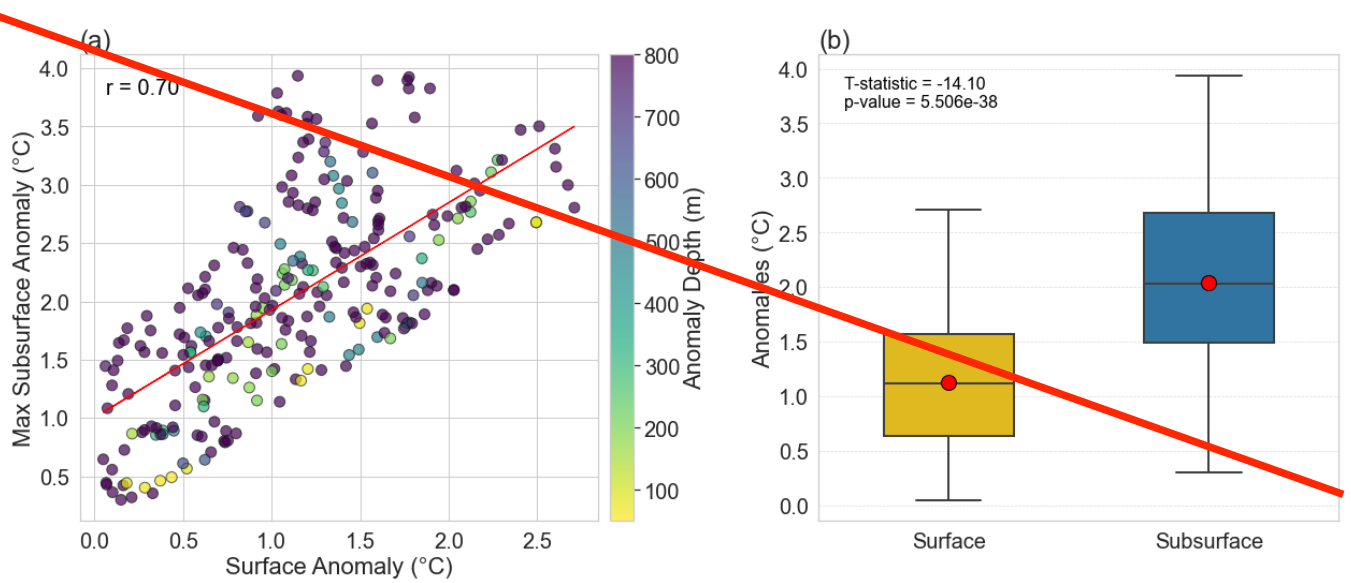 (a)
r = 0.70
4.0
3.5
3.0
2.5
2.0
1.5
1.0
0.5
Max Subsurface Anomaly (°C)
0.0 0.5 1.0 1.5 2.0 2.5
Surface Anomaly (°C)
800
700
600
500
400
300
200
100
Anomaly Depth (m)
(b)
T-statistic = -14.10
p-value = 5.506e-38
4.0
3.5
3.0
2.5
2.0
1.5
1.0
0.5
0.0
Anomalies (°C)
Surface Subsurface